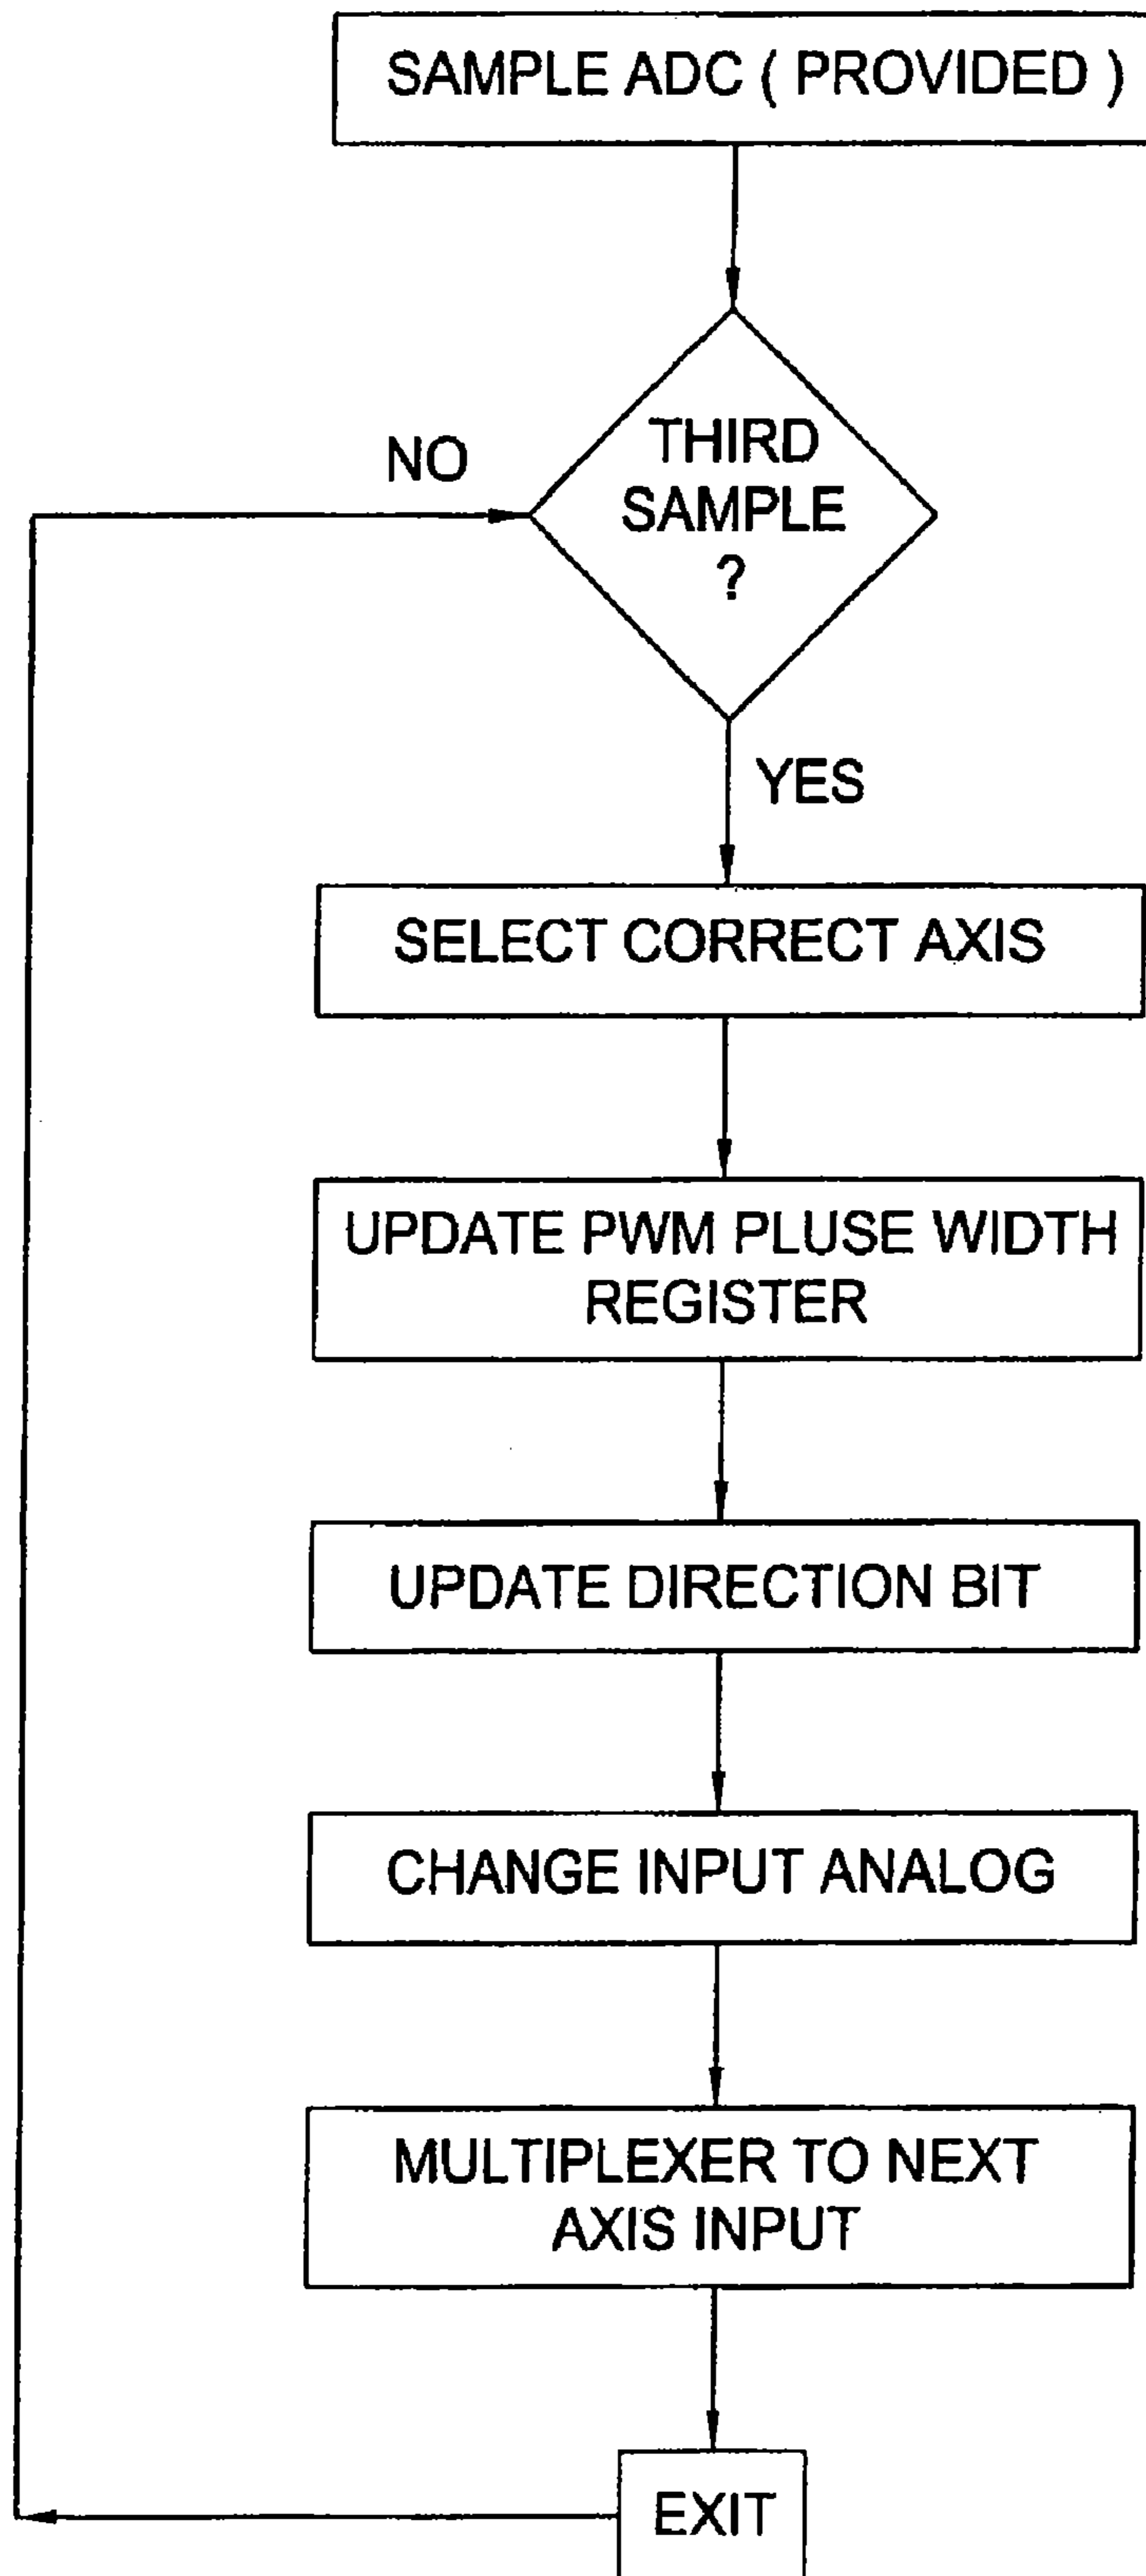 SAMPLE ADC ( PROVIDED )
THIRD
SAMPLE
?
NO
YES
SELECT CORRECT AXIS
UPDATE PWM PLUSE WIDTH
REGISTER
UPDATE DIRECTION BIT
CHANGE INPUT ANALOG
MULTIPLEXER TO NEXT
AXIS INPUT
EXIT